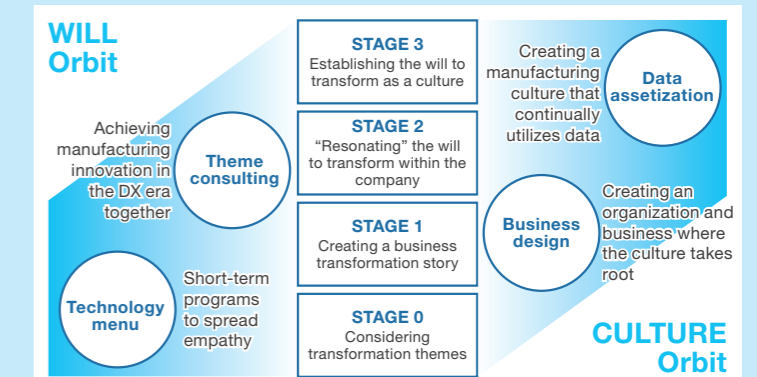 WILL
Orbit
STAGE 3
Establishing the will to
transform as a culture
Creating a
manufacturing
culture that
continually
utilizes data
Data
assetization
Achieving
manufacturing
innovation in
the DX era
together
Theme
consulting
STAGE 2
“Resonating” the will
to transform within the
company
STAGE 1
Creating a business
transformation story
Business
design
Creating an
organization and
business where
the culture takes
root
Technology
menu
Short-term
programs
to spread
empathy
STAGE 0
Considering
transformation themes
CULTURE
Orbit